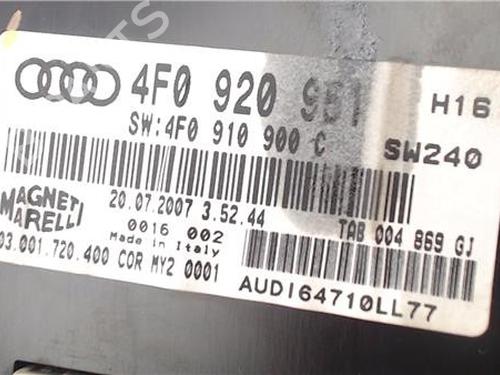 4F0 920 951 H16
SW:4F0 910 900 C SW240
MAGNETI MARELLI
20.07.2007 3.52.44
TAB 004 869 GJ
0016 002
Made in Italy
03.001.720.400 COR MY2 0001
AUDI64710LL77